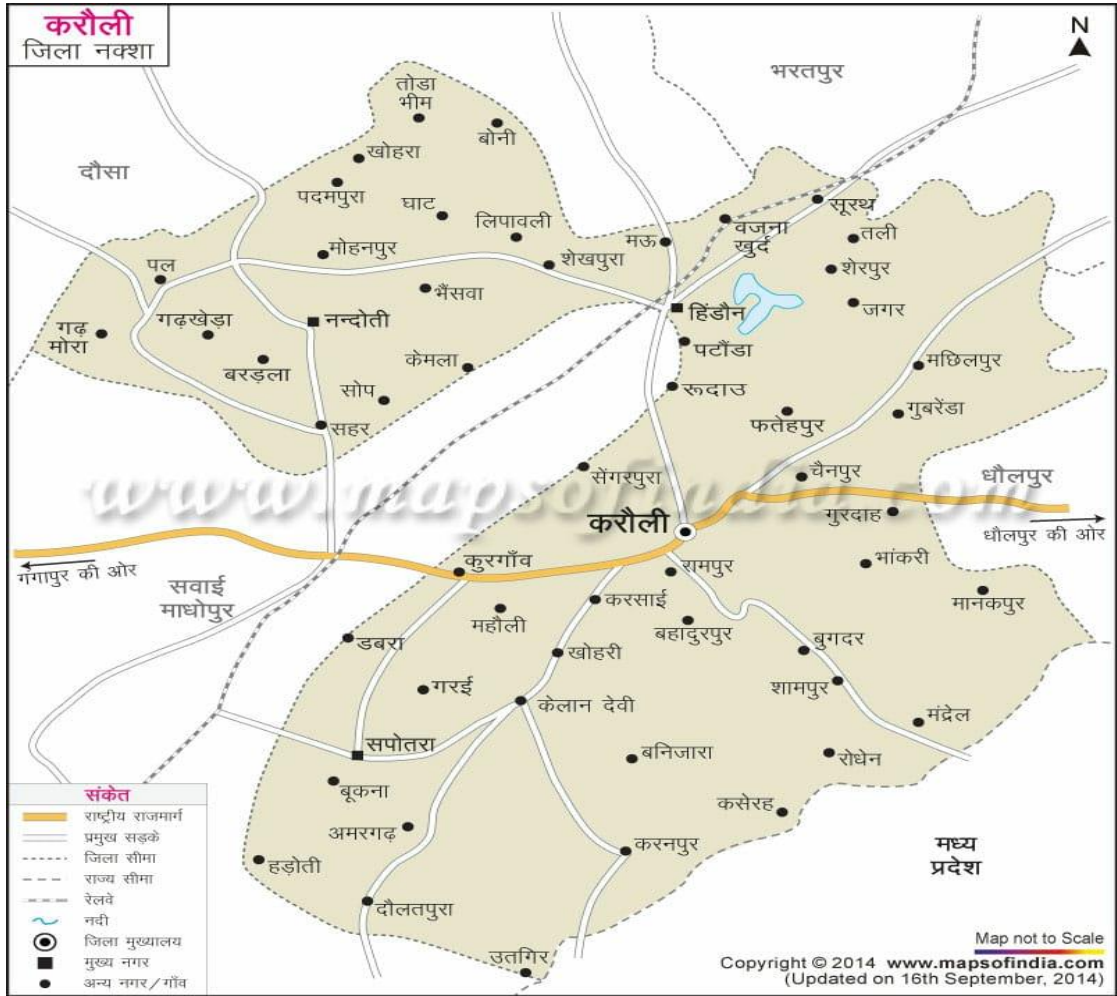 करौली
जिला नक्शा
N
भरतपुर
दौसा
तोडा
भीम
बोनी
खोहरा
पदमपुरा
घाट
लिपावली
मोहनपुर
शेखपुरा
मऊ
वजना
खुर्द
सूरथ
तली
शेरपुर
जगर
पल
भैंसवा
गढ़
मोरा
गढ़खेड़ा
नन्दोती
हिंडौन
पटौंडा
बरड़ला
केमला
सोप
रूदाउ
मछिलपुर
गुबरेंडा
फतेहपुर
सहर
सेंगरपुरा
चैनपुर
धौलपुर
www.mapsofindia.com
करौली
गुरदाह
धौलपुर की ओर
गंगापुर की ओर
कुरगाँव
रामपुर
भांकरी
मानकपुर
सवाई
माधोपुर
करसाई
महौली
बहादुरपुर
डबरा
खोहरी
बुगदर
गरई
केलान देवी
शामपुर
मंद्रेल
सपोतरा
बनिजारा
रोधेन
बूकना
कसेरह
अमरगढ़
करनपुर
मध्य
प्रदेश
हड़ोती
दौलतपुरा
उतगिर
संकेत
राष्ट्रीय राजमार्ग
प्रमुख सड़के
जिला सीमा
राज्य सीमा
रेलवे
नदी
जिला मुख्यालय
मुख्य नगर
अन्य नगर/गाँव
Map not to Scale
Copyright © 2014 www.mapsofindia.com
(Updated on 16th September, 2014)